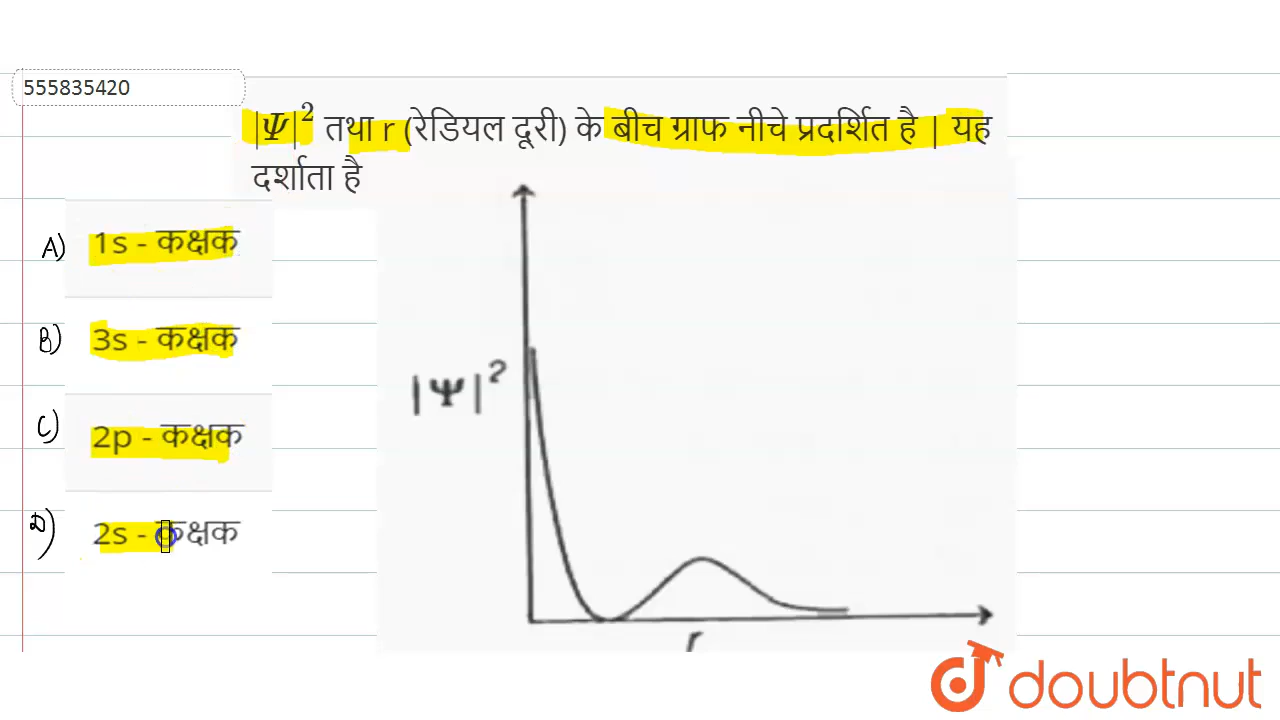 555835420
|Ψ|² तथा r (रेडियल दूरी) के बीच ग्राफ नीचे प्रदर्शित है | यह
दर्शाता है
A) 1s - कक्षक
B) 3s - कक्षक
C) 2p - कक्षक
D) 2s - कक्षक
|Ψ|²
r
doubtnut